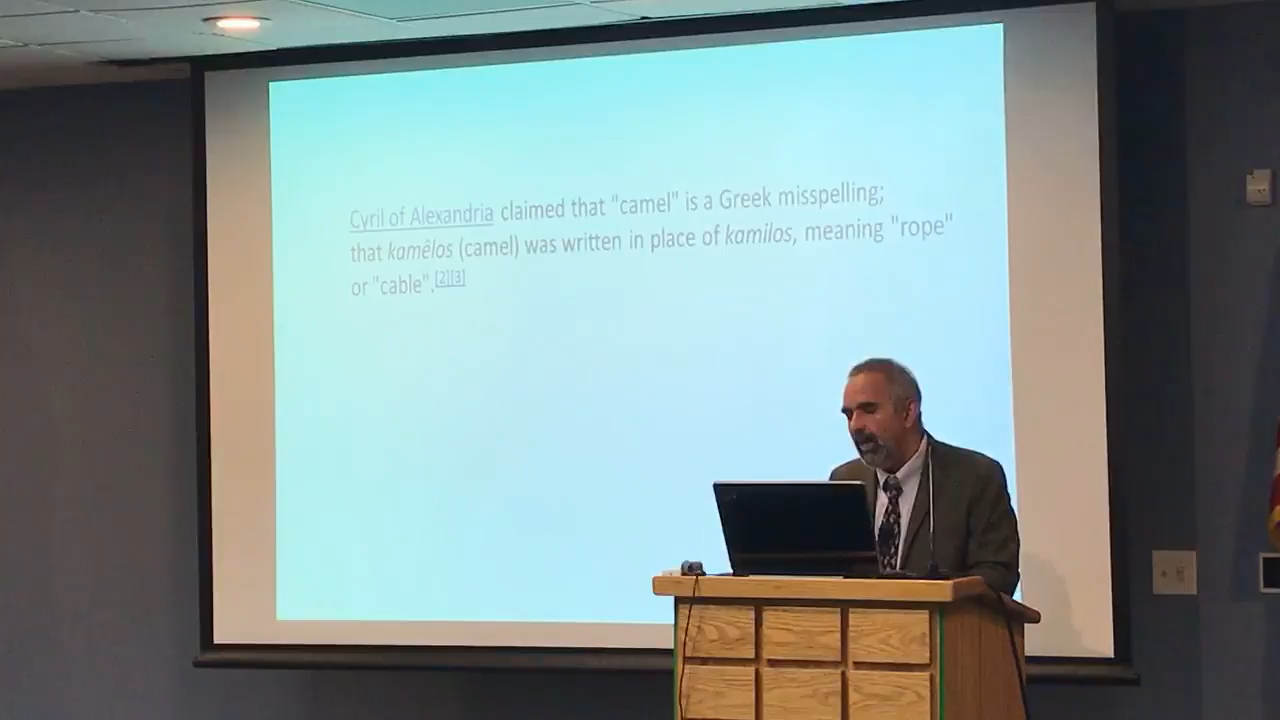 Cyril of Alexandria claimed that "camel" is a Greek misspelling;
that kamêlos (camel) was written in place of kamilos, meaning "rope"
or "cable".[2][3]